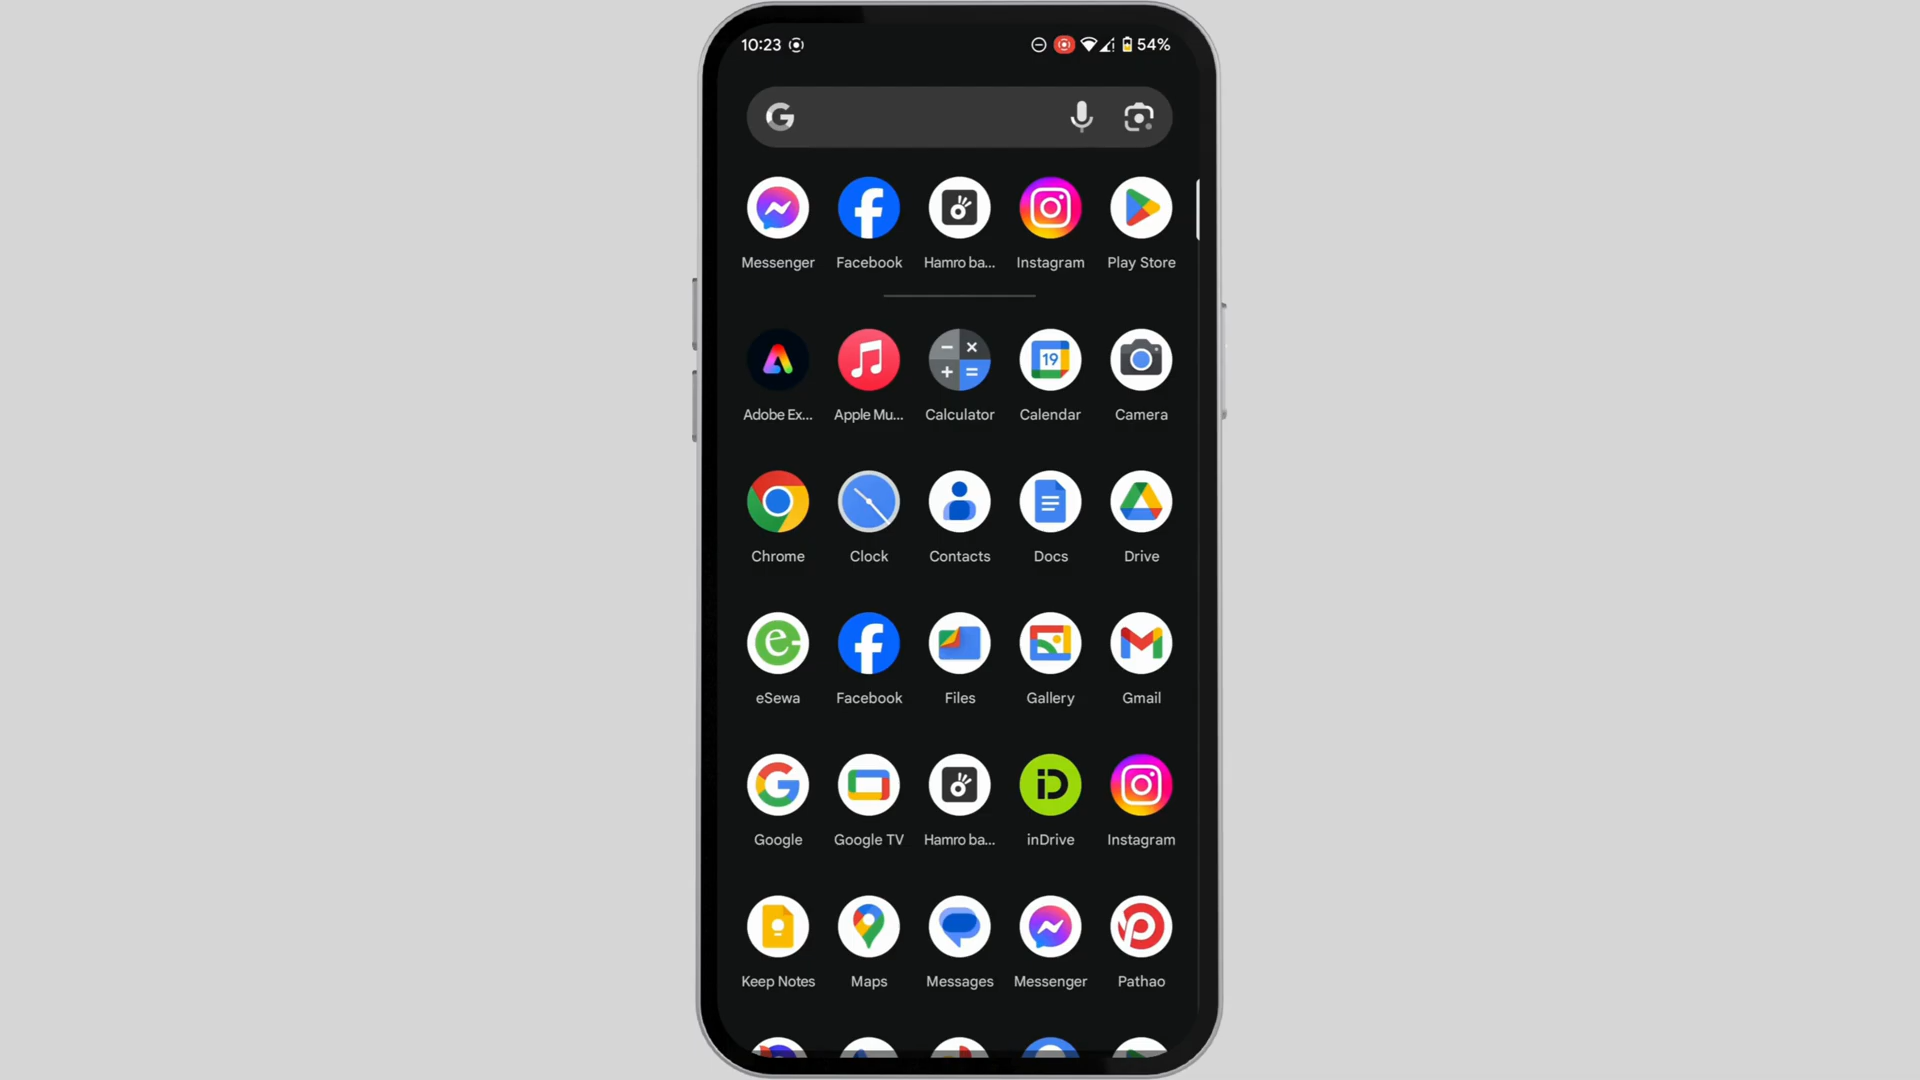 10:23 54%
Messenger Facebook Hamro ba... Instagram Play Store
Adobe Ex... Apple Mu... Calculator Calendar Camera
19
Chrome Clock Contacts Docs Drive
eSewa Facebook Files Gallery Gmail
Google Google TV Hamro ba... inDrive Instagram
Keep Notes Maps Messages Messenger Pathao